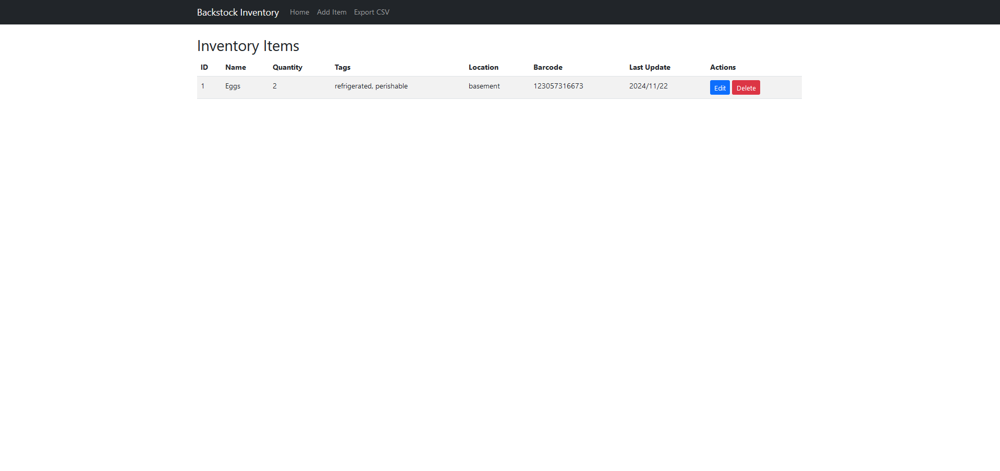 Backstock Inventory Home Add Item Export CSV
Inventory Items
ID Name Quantity Tags Location Barcode Last Update Actions
1 Eggs 2 refrigerated, perishable basement 123057316673 2024/11/22 Edit Delete